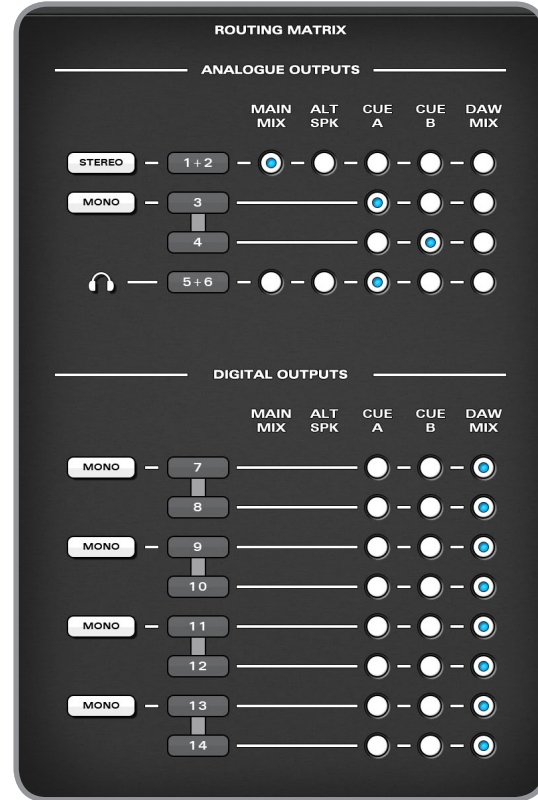 ROUTING MATRIX
ANALOGUE OUTPUTS
MAIN MIX ALT SPK CUE A CUE B DAW MIX
STEREO 1+2
MONO 3
4
5+6
DIGITAL OUTPUTS
MAIN MIX ALT SPK CUE A CUE B DAW MIX
MONO 7
8
MONO 9
10
MONO 11
12
MONO 13
14